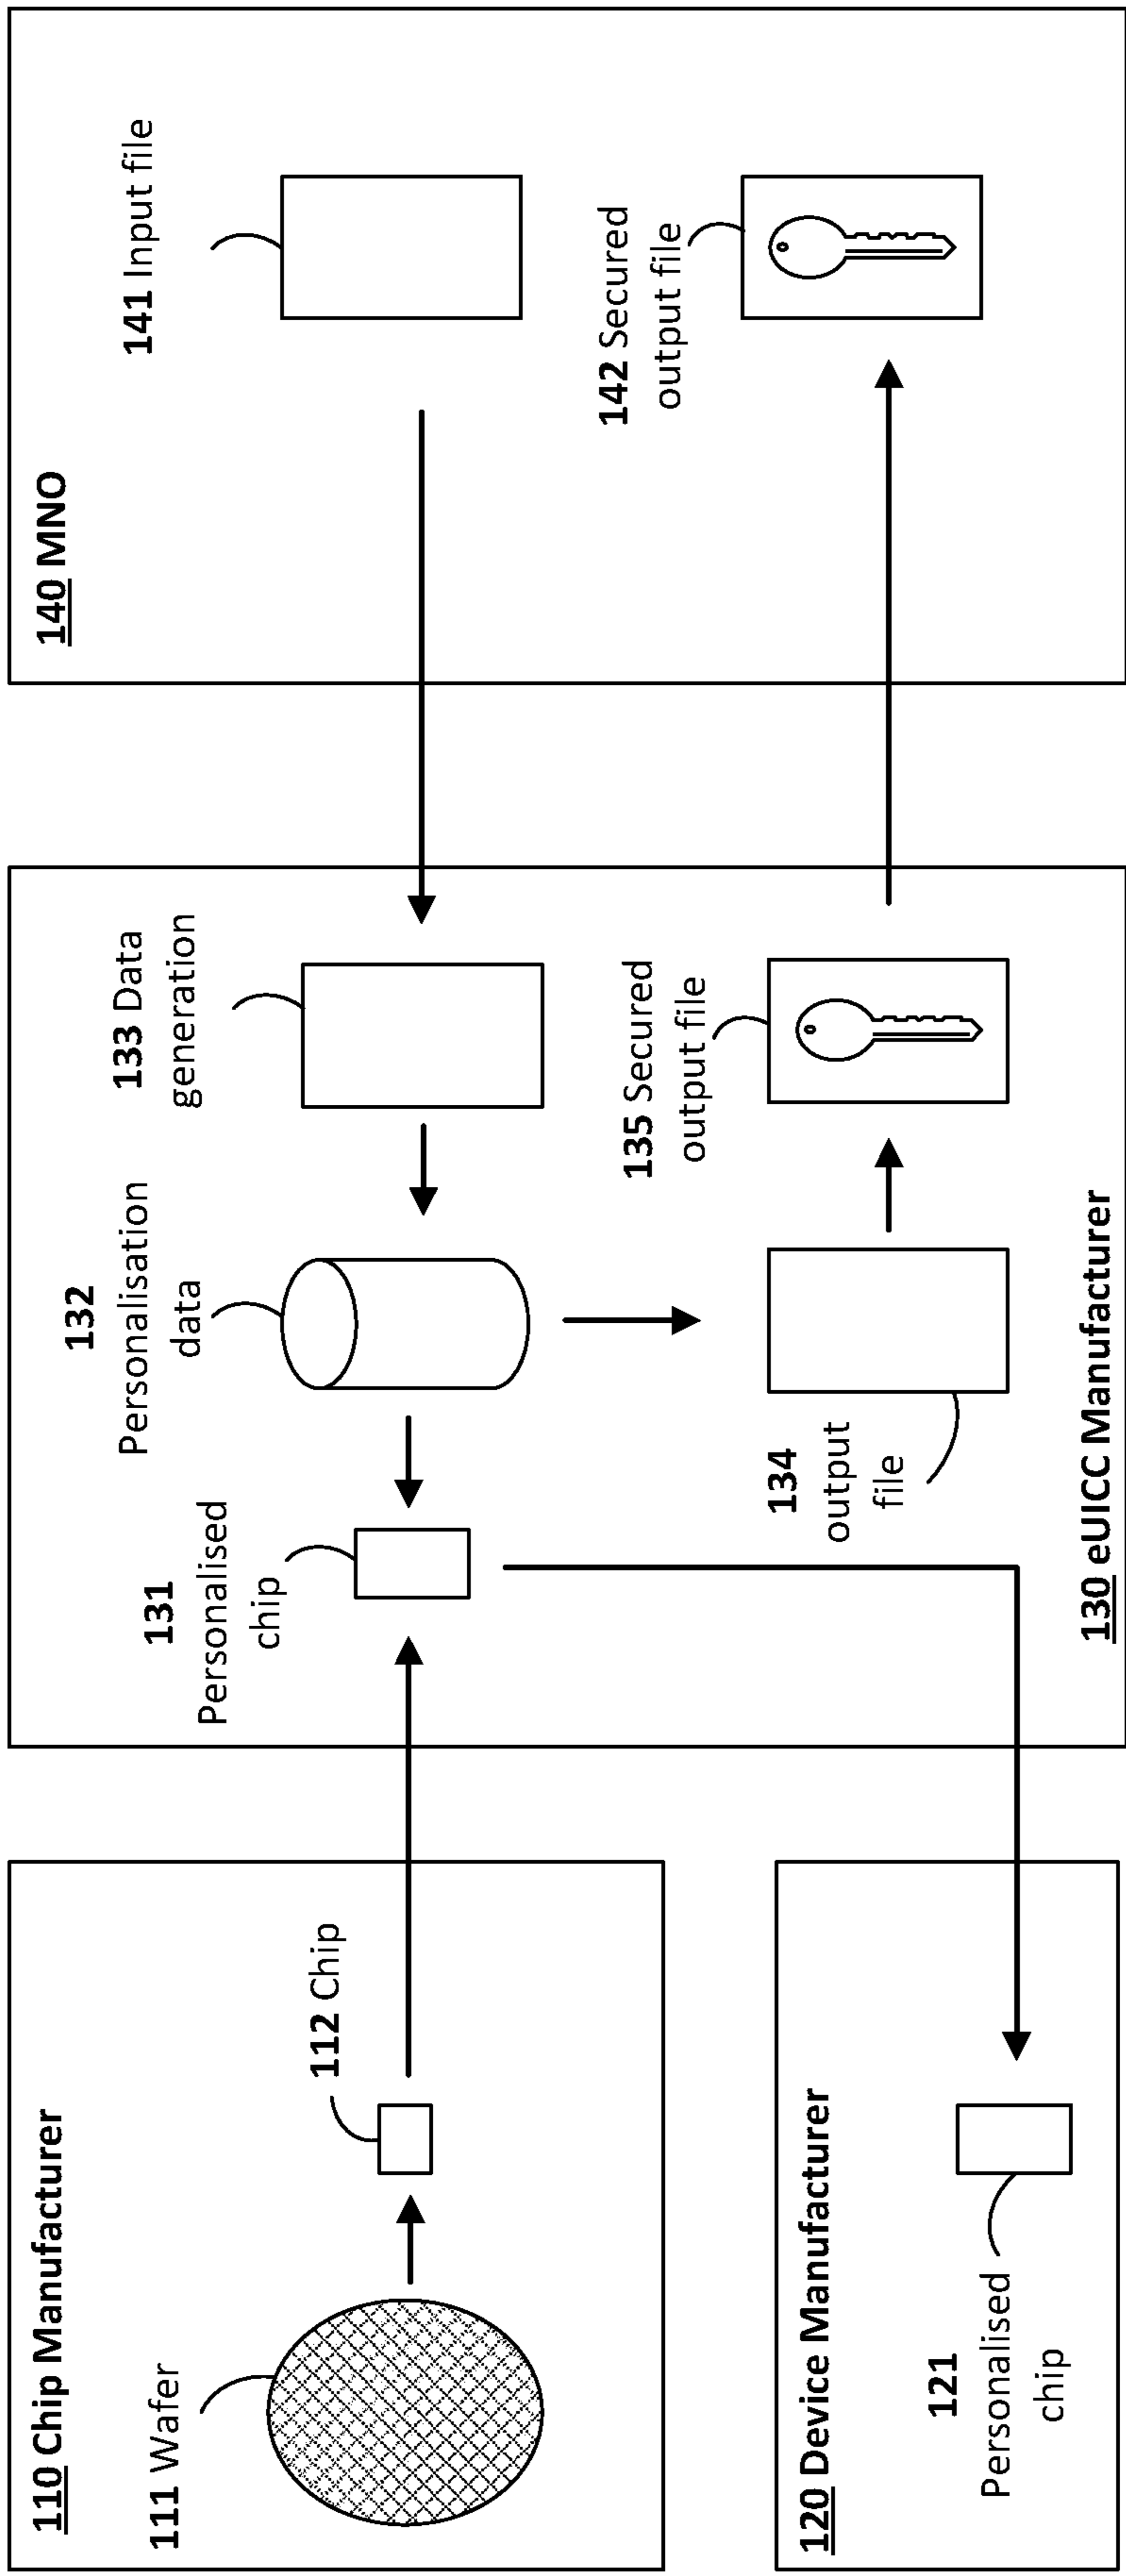 110 Chip Manufacturer
111 Wafer
112 Chip
120 Device Manufacturer
121
Personalised
chip
130 eUICC Manufacturer
131
Personalised
chip
132
Personalisation
data
133 Data
generation
134
output
file
135 Secured
output file
140 MNO
141 Input file
142 Secured
output file